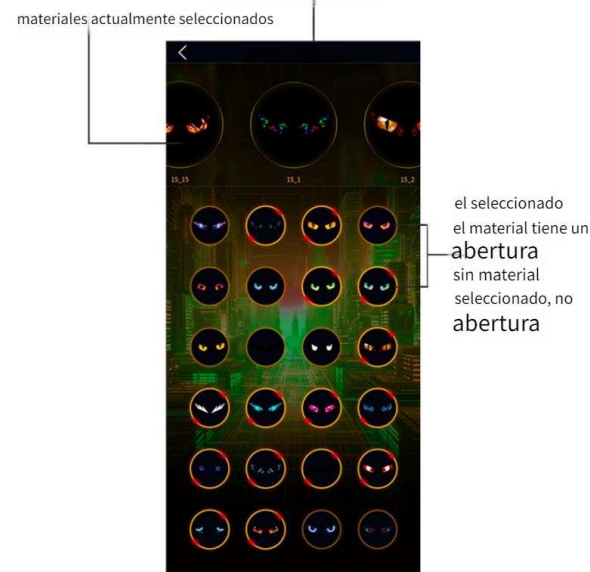 materiales actualmente seleccionados
15_15
15_1
15_2
el seleccionado
el material tiene un
abertura
sin material
seleccionado, no
abertura